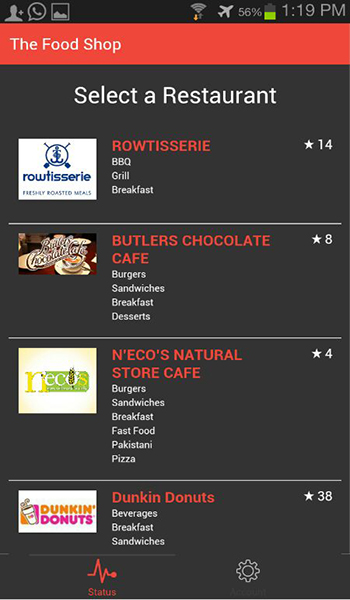 56% 1:19 PM
The Food Shop
Select a Restaurant
rowtisserie
FRESHLY ROASTED MEALS
ROWTISSERIE
★ 14
BBQ
Grill
Breakfast
Butlers
Chocolate Café
BUTLERS CHOCOLATE
CAFE
★ 8
Burgers
Sandwiches
Breakfast
Desserts
n'eco's
N'ECO'S NATURAL
STORE CAFE
★ 4
Burgers
Sandwiches
Breakfast
Fast Food
Pakistani
Pizza
DUNKIN'
DONUTS
Dunkin Donuts
★ 38
Beverages
Breakfast
Sandwiches
Status
Account